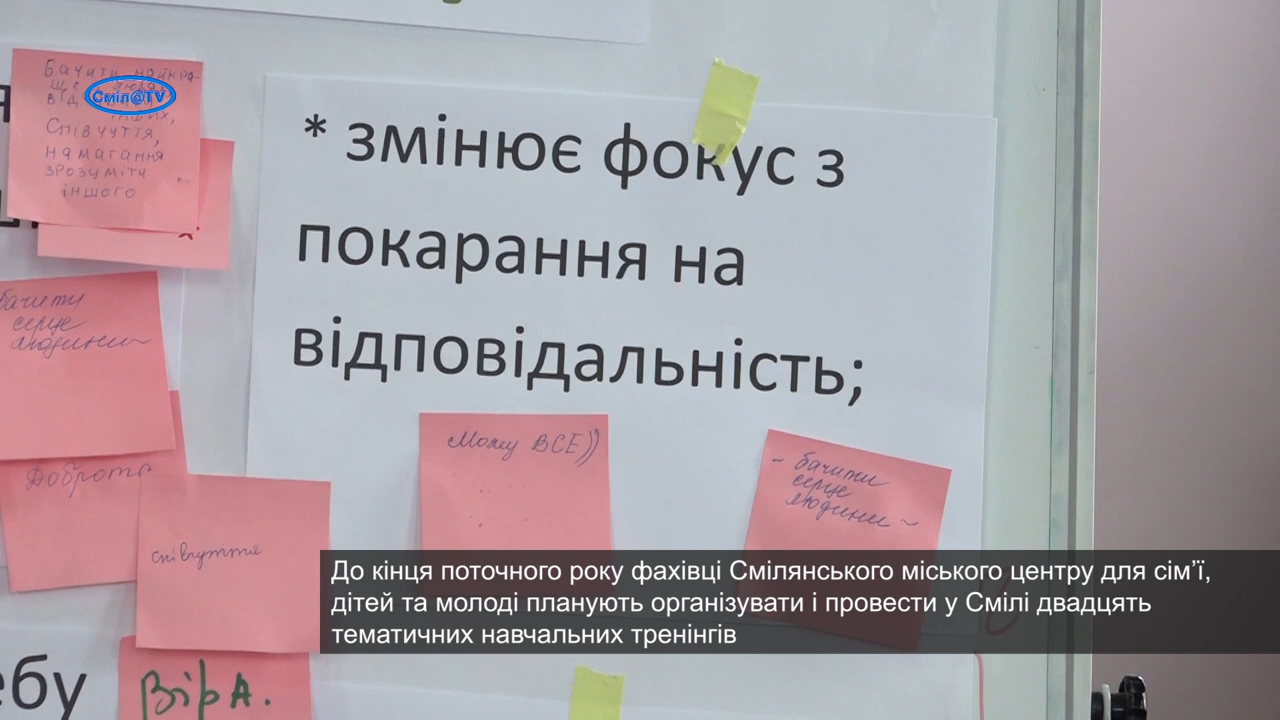 Бачити найкра-
ще в людях
Співчуття,
намагання
зрозуміти
іншого
Сміл@TV
* змінює фокус з
покарання на
відповідальність;
бачити
серце
людини
Доброта
співчуття
Можу ВСЕ))
~ бачити
серце
людини ~
До кінця поточного року фахівці Смілянського міського центру для сім’ї,
дітей та молоді планують організувати і провести у Смілі двадцять
тематичних навчальних тренінгів
ебу
ВірА.